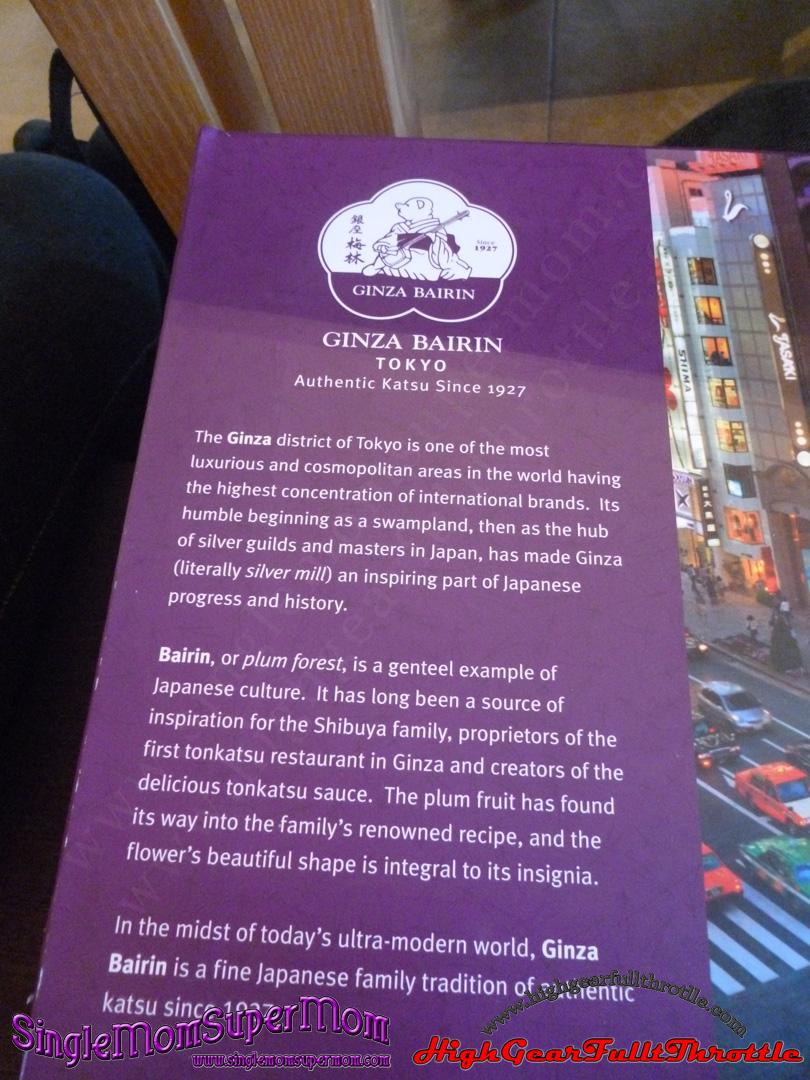 銀座
梅林
Since
1927
GINZA BAIRIN
GINZA BAIRIN
TOKYO
Authentic Katsu Since 1927
The Ginza district of Tokyo is one of the most
luxurious and cosmopolitan areas in the world having
the highest concentration of international brands. Its
humble beginning as a swampland, then as the hub
of silver guilds and masters in Japan, has made Ginza
(literally silver mill) an inspiring part of Japanese
progress and history.
Bairin, or plum forest, is a genteel example of
Japanese culture. It has long been a source of
inspiration for the Shibuya family, proprietors of the
first tonkatsu restaurant in Ginza and creators of the
delicious tonkatsu sauce. The plum fruit has found
its way into the family's renowned recipe, and the
flower's beautiful shape is integral to its insignia.
In the midst of today's ultra-modern world, Ginza
Bairin is a fine Japanese family tradition of authentic
katsu since 1927
TASAKI
TASAKI
SHIMA
SingleMomSuperMom
www.singlemomsupermom.com
www.highgearfullthrottle.com
HighGearFulltThrottle